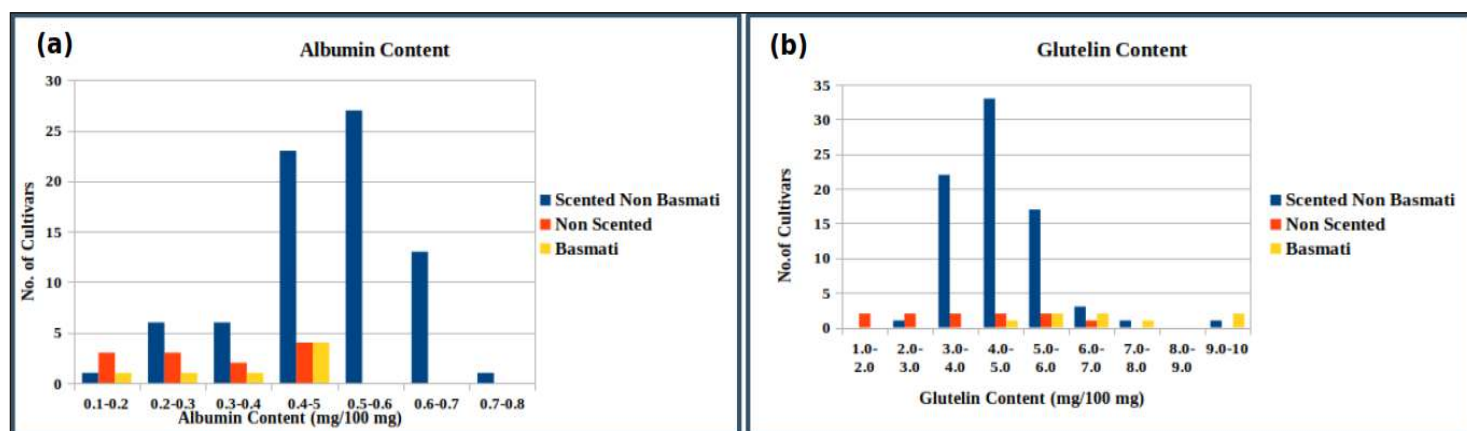 (a)
Albumin Content
30
25
20
15
10
5
0
No. of Cultivars
0.1-0.2 0.2-0.3 0.3-0.4 0.4-5 0.5-0.6 0.6-0.7 0.7-0.8
Albumin Content (mg/100 mg)
Scented Non Basmati
Non Scented
Basmati
(b)
Glutelin Content
35
30
25
20
15
10
5
0
No.of Cultivars
1.0- 2.0- 3.0- 4.0- 5.0- 6.0- 7.0- 8.0- 9.0-10
2.0 3.0 4.0 5.0 6.0 7.0 8.0 9.0
Glutelin Content (mg/100 mg)
Scented Non Basmati
Non Scented
Basmati